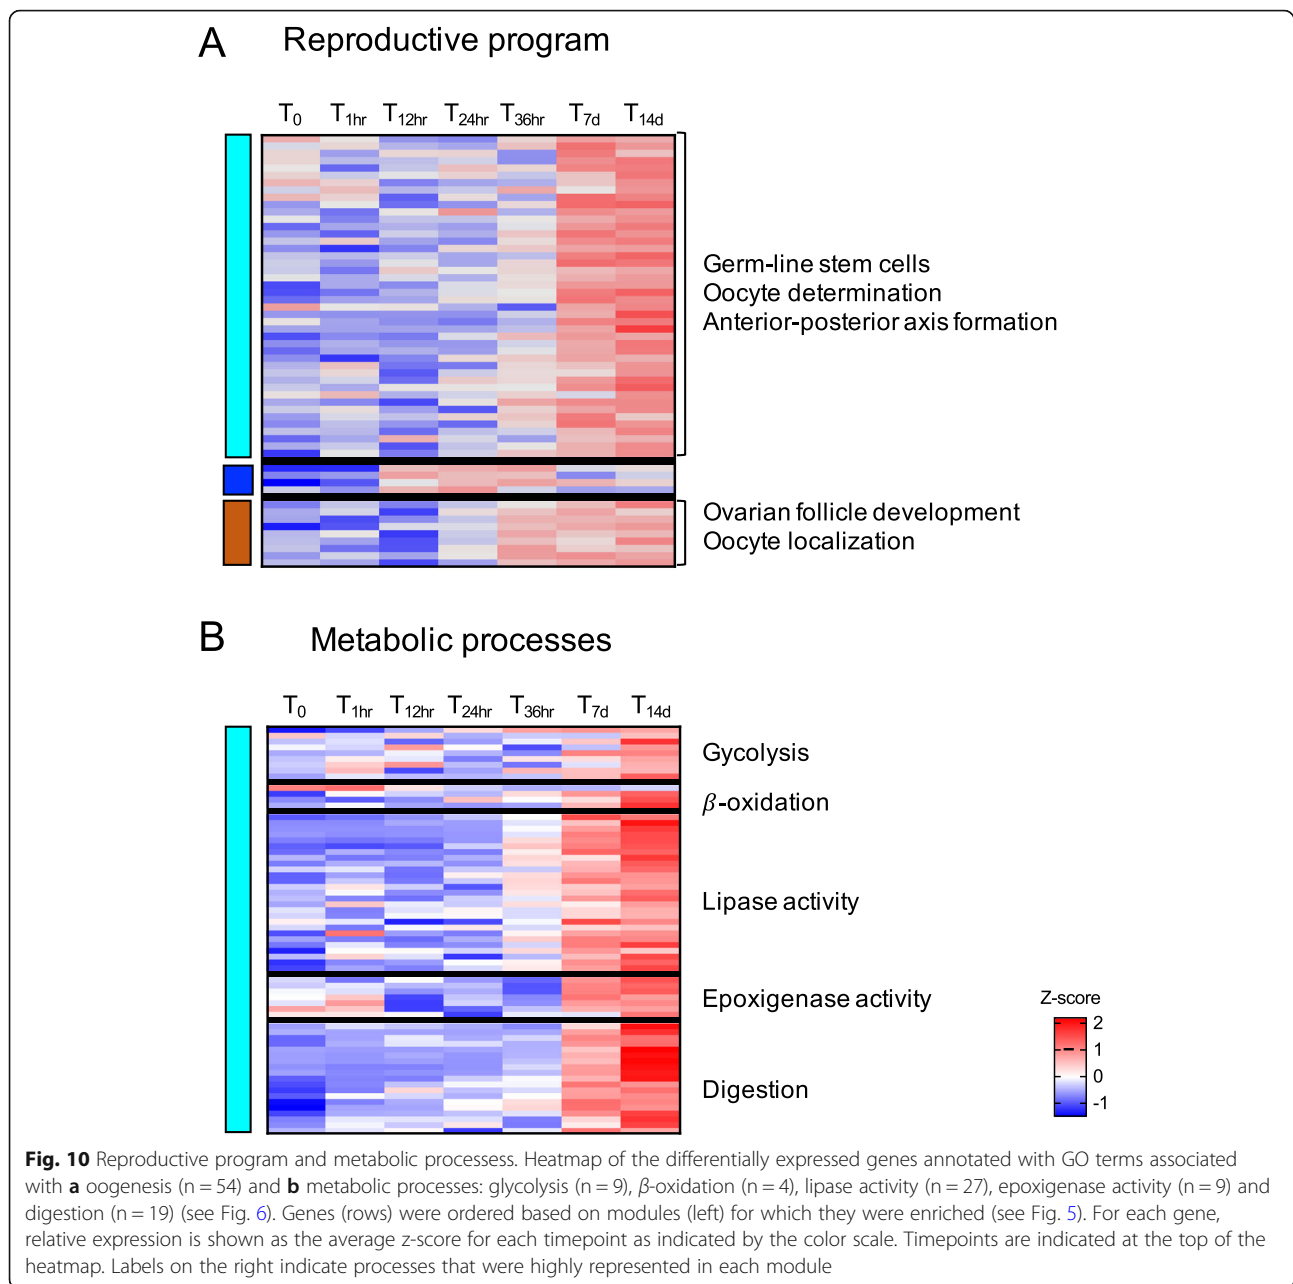 A Reproductive program
T0 T1hr T12hr T24hr T36hr T7d T14d
Germ-line stem cells
Oocyte determination
Anterior-posterior axis formation
Ovarian follicle development
Oocyte localization
B Metabolic processes
T0 T1hr T12hr T24hr T36hr T7d T14d
Gycolysis
β-oxidation
Lipase activity
Epoxigenase activity
Digestion
Z-score
2
1
0
-1
Fig. 10 Reproductive program and metabolic processess. Heatmap of the differentially expressed genes annotated with GO terms associated
with a oogenesis (n = 54) and b metabolic processes: glycolysis (n = 9), β-oxidation (n = 4), lipase activity (n = 27), epoxigenase activity (n = 9) and
digestion (n = 19) (see Fig. 6). Genes (rows) were ordered based on modules (left) for which they were enriched (see Fig. 5). For each gene,
relative expression is shown as the average z-score for each timepoint as indicated by the color scale. Timepoints are indicated at the top of the
heatmap. Labels on the right indicate processes that were highly represented in each module